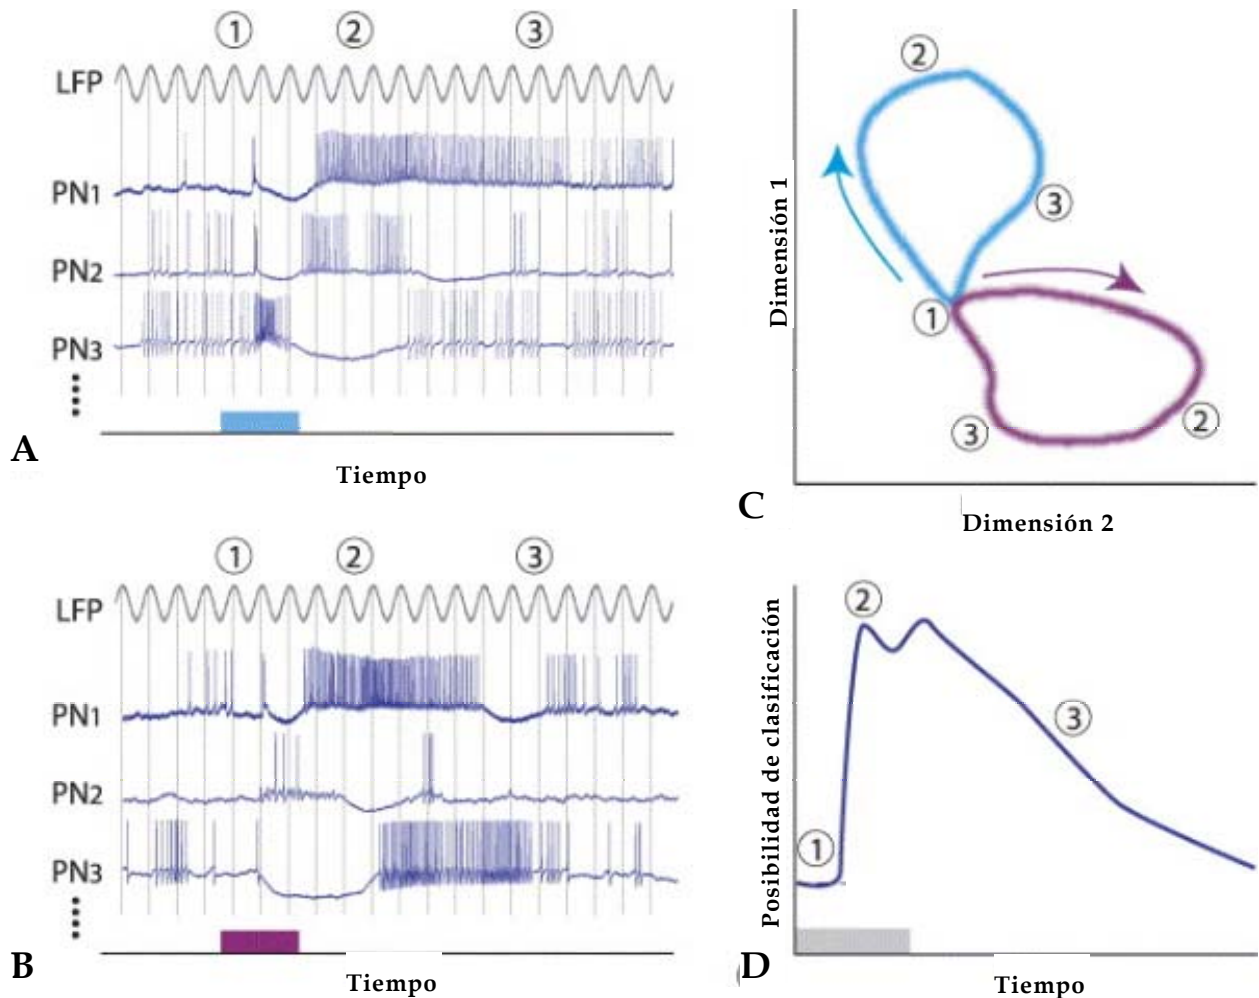 ① ② ③
LFP
PN1
PN2
PN3
A
Tiempo
① ② ③
LFP
PN1
PN2
PN3
B
Tiempo
②
③
①
②
③
Dimensión 1
C
Dimensión 2
②
③
①
Posibilidad de clasificación
D
Tiempo